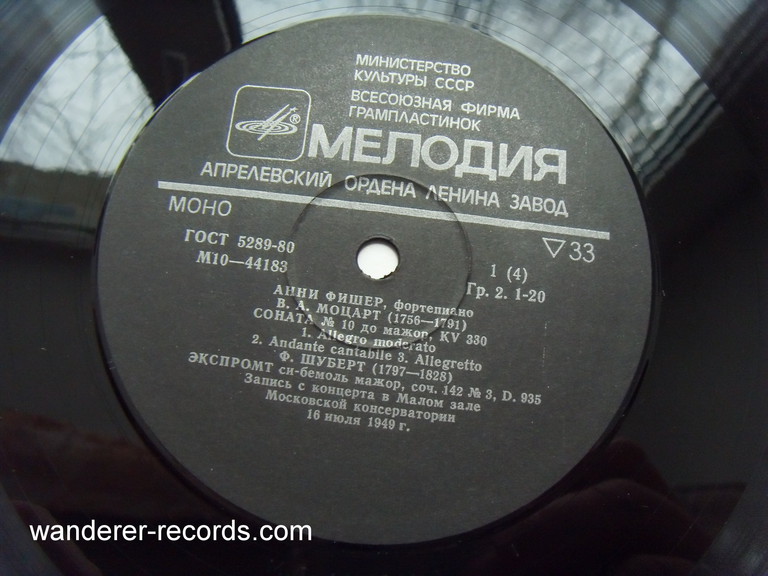 МИНИСТЕРСТВО
КУЛЬТУРЫ СССР
ВСЕСОЮЗНАЯ ФИРМА
ГРАМПЛАСТИНОК
®
МЕЛОДИЯ
АПРЕЛЕВСКИЙ ОРДЕНА ЛЕНИНА ЗАВОД
МОНО
▽33
ГОСТ 5289-80
М10—44183
1 (4)
Гр. 2. 1-20
АННИ ФИШЕР, фортепиано
В. А. МОЦАРТ (1756—1791)
СОНАТА № 10 до мажор, KV 330
1. Allegro moderato
2. Andante cantabile 3. Allegretto
Ф. ШУБЕРТ (1797—1828)
ЭКСПРОМТ си-бемоль мажор, соч. 142 № 3, D. 935
Запись с концерта в Малом зале
Московской консерватории
16 июля 1949 г.
wanderer-records.com